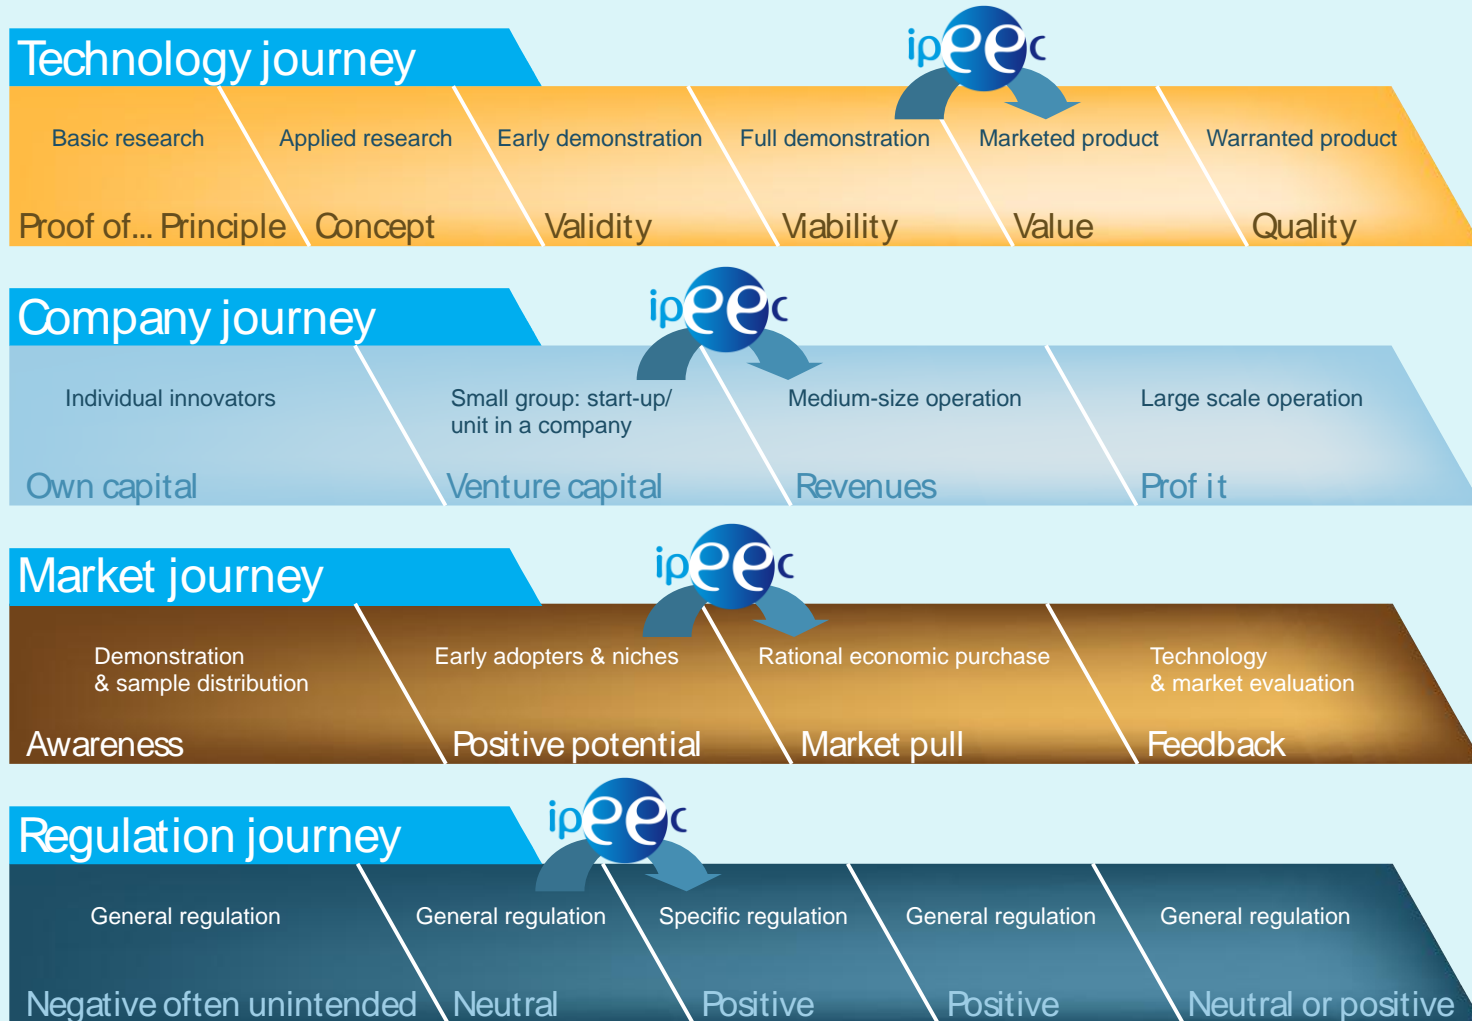 Technology journey
ipeec
Basic research
Applied research
Early demonstration
Full demonstration
Marketed product
Warranted product
Proof of... Principle
Concept
Validity
Viability
Value
Quality
Company journey
ipeec
Individual innovators
Small group: start-up/
unit in a company
Medium-size operation
Large scale operation
Own capital
Venture capital
Revenues
Profit
Market journey
ipeec
Demonstration
& sample distribution
Early adopters & niches
Rational economic purchase
Technology
& market evaluation
Awareness
Positive potential
Market pull
Feedback
Regulation journey
ipeec
General regulation
General regulation
Specific regulation
General regulation
General regulation
Negative often unintended
Neutral
Positive
Positive
Neutral or positive